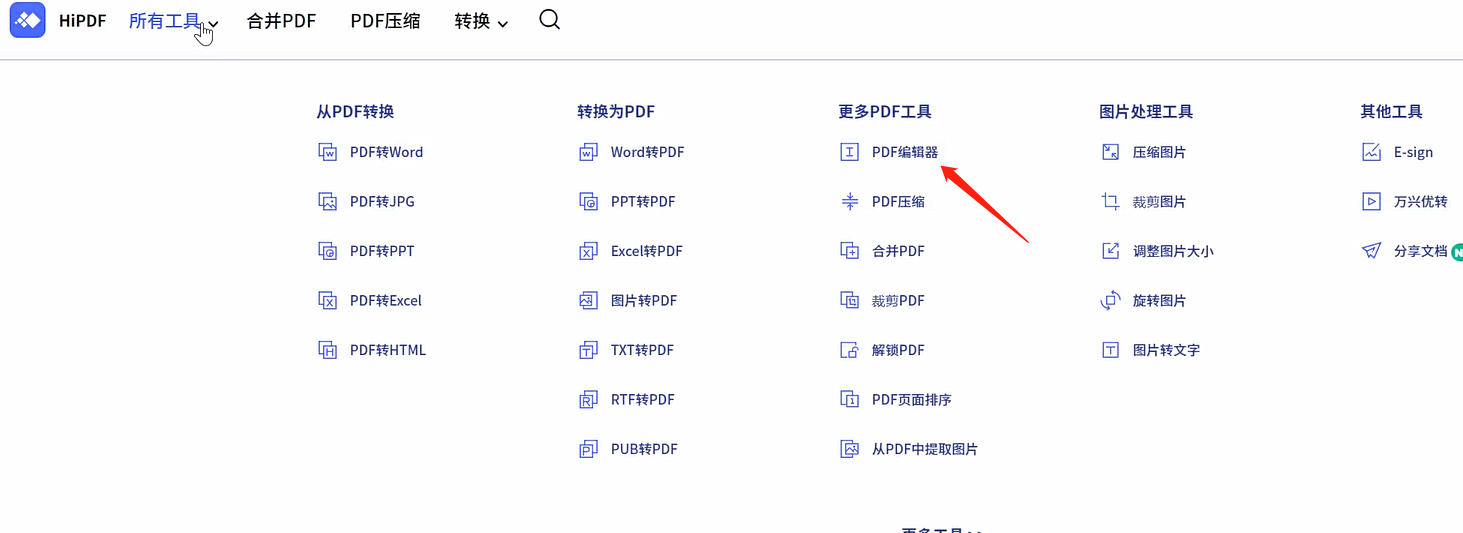 HiPDF 所有工具 合并PDF PDF压缩 转换
从PDF转换
PDF转Word
PDF转JPG
PDF转PPT
PDF转Excel
PDF转HTML
转换为PDF
Word转PDF
PPT转PDF
Excel转PDF
图片转PDF
TXT转PDF
RTF转PDF
PUB转PDF
更多PDF工具
PDF编辑器
PDF压缩
合并PDF
裁剪PDF
解锁PDF
PDF页面排序
从PDF中提取图片
图片处理工具
压缩图片
裁剪图片
调整图片大小
旋转图片
图片转文字
其他工具
E-sign
万兴优转
分享文档
更多工具 >>